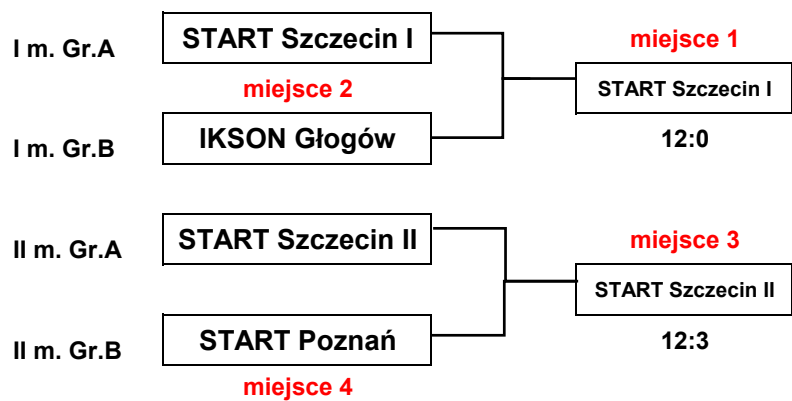 I m. Gr.A
START Szczecin I
miejsce 1
miejsce 2
START Szczecin I
I m. Gr.B
IKSON Głogów
12:0
II m. Gr.A
START Szczecin II
miejsce 3
START Szczecin II
II m. Gr.B
START Poznań
12:3
miejsce 4